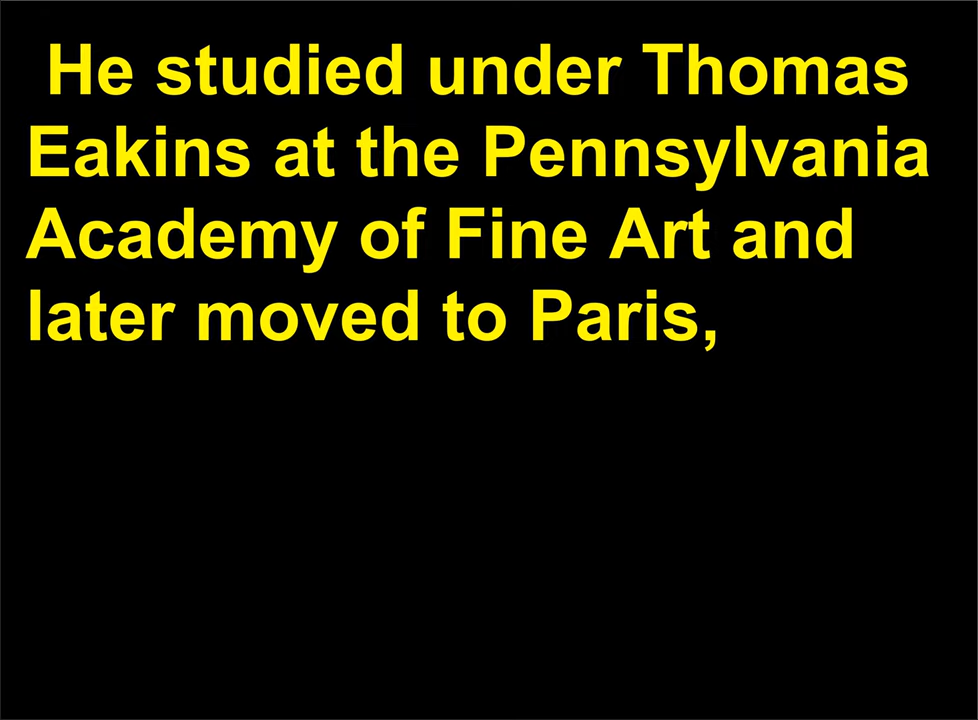 He studied under Thomas
Eakins at the Pennsylvania
Academy of Fine Art and
later moved to Paris,